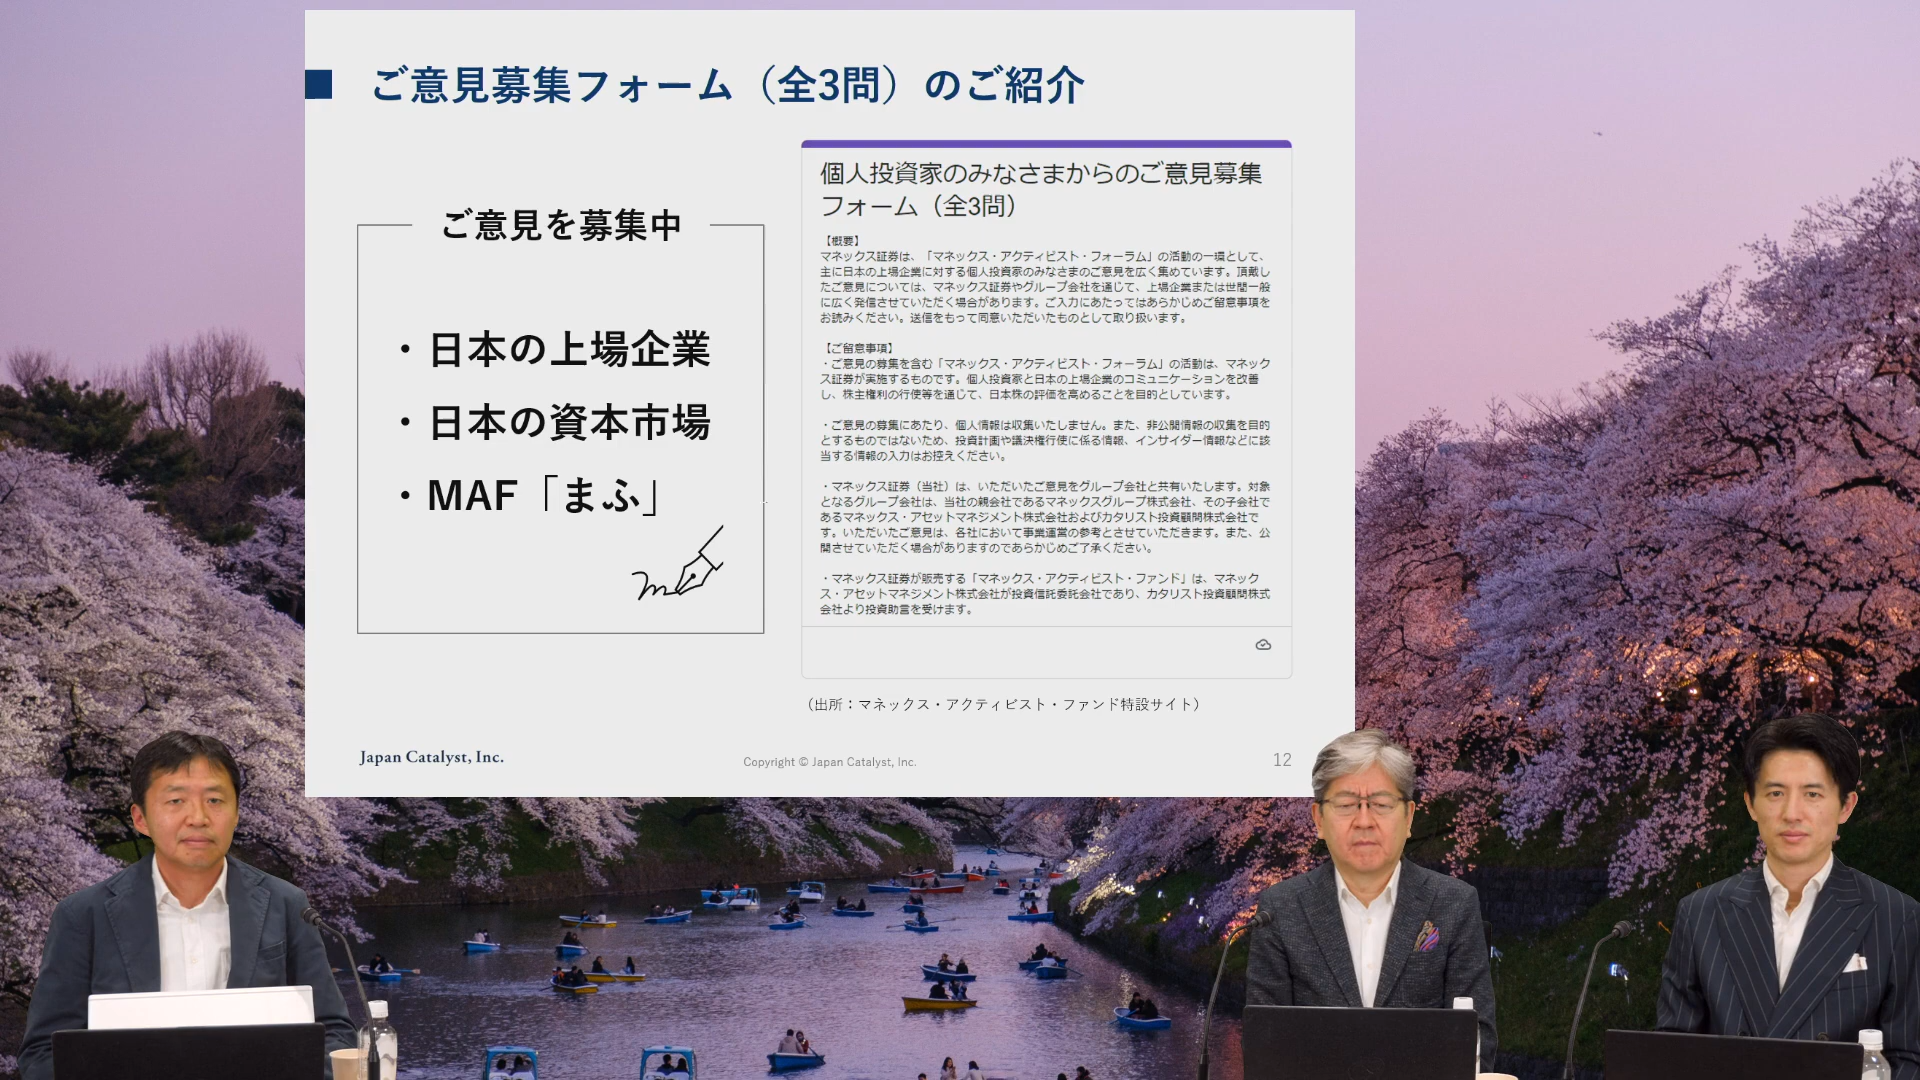 ご意見募集フォーム（全3問）のご紹介
ご意見を募集中
・日本の上場企業
・日本の資本市場
・MAF「まふ」
個人投資家のみなさまからのご意見募集
フォーム（全3問）
【概要】
マネックス証券は、「マネックス・アクティビスト・フォーラム」の活動の一環として、
主に日本の上場企業に対する個人投資家のみなさまのご意見を広く集めています。頂戴し
たご意見については、マネックス証券やグループ会社を通じて、上場企業または世間一般
に広く発信させていただく場合があります。ご入力にあたってはあらかじめご留意事項を
お読みください。送信をもって同意いただいたものとして取り扱います。
【ご留意事項】
・ご意見の募集を含む「マネックス・アクティビスト・フォーラム」の活動は、マネック
ス証券が実施するものです。個人投資家と日本の上場企業のコミュニケーションを改善
し、株主権利の行使等を通じて、日本株の評価を高めることを目的としています。
・ご意見の募集にあたり、個人情報は収集いたしません。また、非公開情報の収集を目的
とするものではないため、投資計画や議決権行使に係る情報、インサイダー情報などに該
当する情報の入力はお控えください。
・マネックス証券（当社）は、いただいたご意見をグループ会社と共有いたします。対象
となるグループ会社は、当社の親会社であるマネックスグループ株式会社、その子会社で
あるマネックス・アセットマネジメント株式会社およびカタリスト投資顧問株式会社で
す。いただいたご意見は、各社において事業運営の参考とさせていただきます。また、公
開させていただく場合がありますのであらかじめご了承ください。
・マネックス証券が販売する「マネックス・アクティビスト・ファンド」は、マネック
ス・アセットマネジメント株式会社が投資信託委託会社であり、カタリスト投資顧問株式
会社より投資助言を受けます。
（出所：マネックス・アクティビスト・ファンド特設サイト）
Japan Catalyst, Inc.
Copyright © Japan Catalyst, Inc.
12